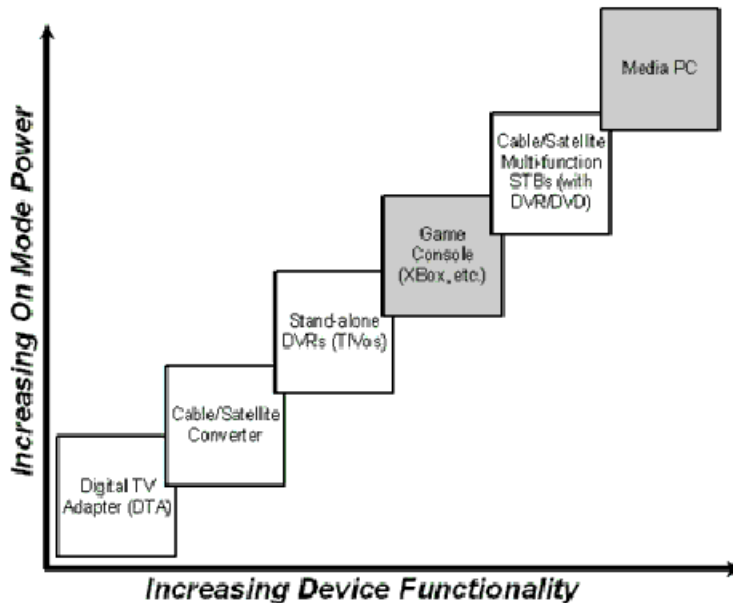 Increasing On Mode Power
Media PC
Cable/Satellite
Multi-function
STBs (with
DVR/DVD)
Game
Console
(XBox, etc.)
Stand-alone
DVRs (TIVos)
Cable/Satellite
Converter
Digital TV
Adapter (DTA)
Increasing Device Functionality